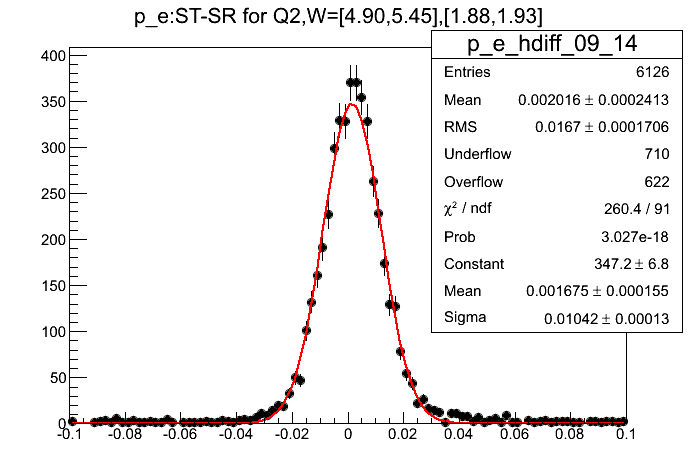 p_e:ST-SR for Q2,W=[4.90,5.45],[1.88,1.93]
p_e_hdiff_09_14
Entries 6126
Mean 0.002016 ± 0.0002413
RMS 0.0167 ± 0.0001706
Underflow 710
Overflow 622
χ² / ndf 260.4 / 91
Prob 3.027e-18
Constant 347.2 ± 6.8
Mean 0.001675 ± 0.000155
Sigma 0.01042 ± 0.00013
400
350
300
250
200
150
100
50
0
-0.1 -0.08 -0.06 -0.04 -0.02 0 0.02 0.04 0.06 0.08 0.1